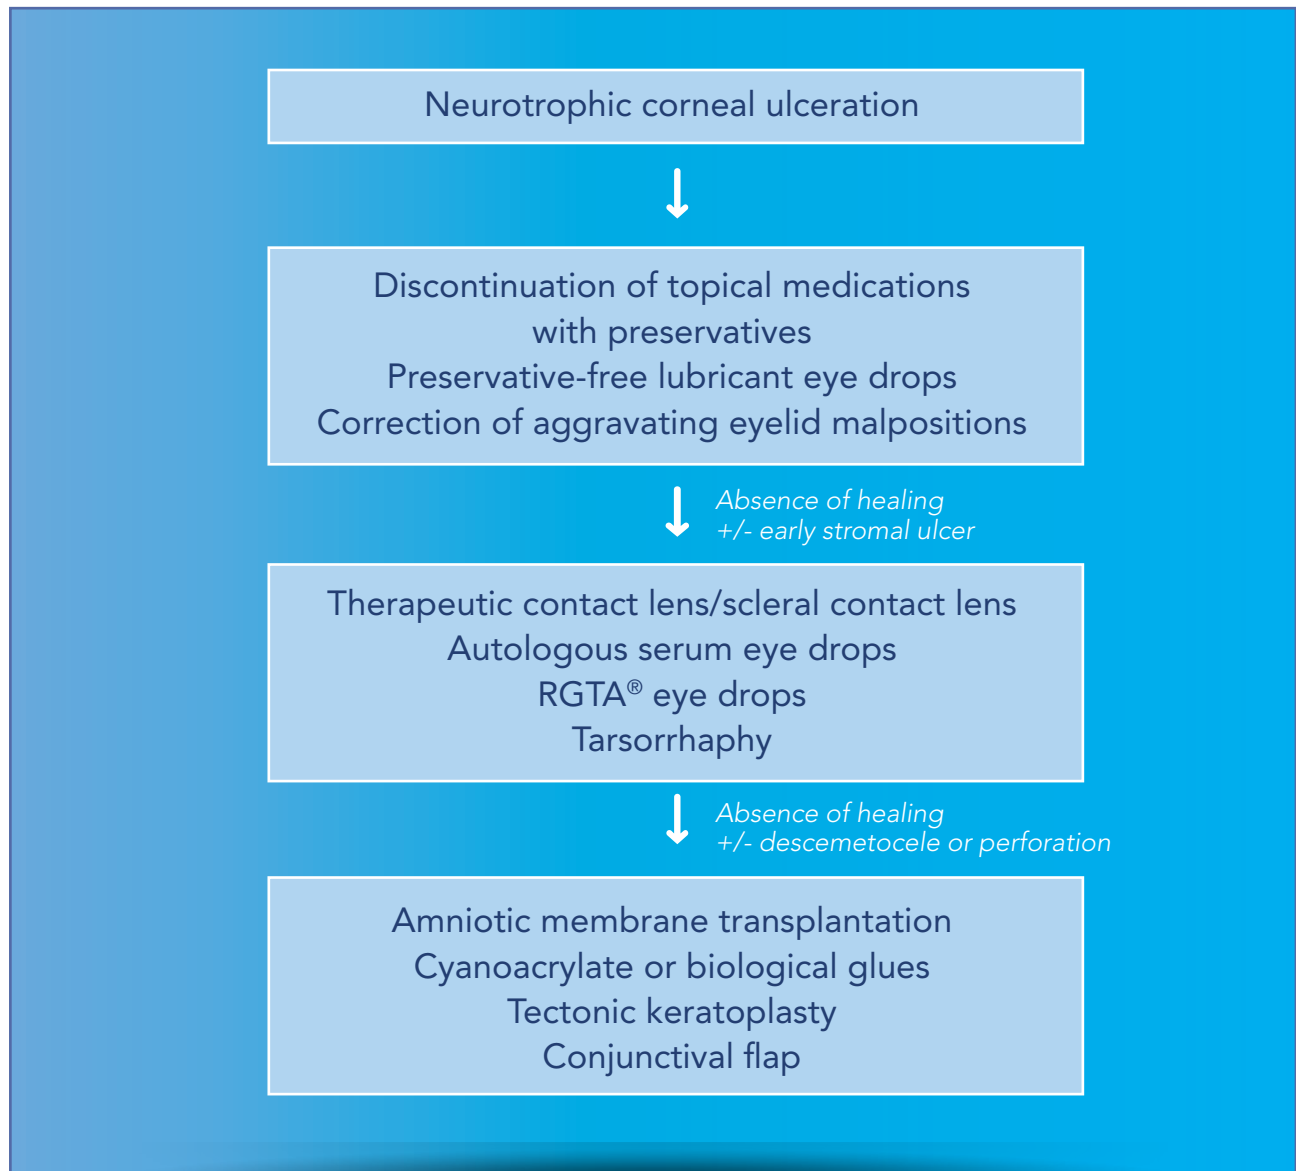 Neurotrophic corneal ulceration
Discontinuation of topical medications
with preservatives
Preservative-free lubricant eye drops
Correction of aggravating eyelid malpositions
Absence of healing
+/- early stromal ulcer
Therapeutic contact lens/scleral contact lens
Autologous serum eye drops
RGTA® eye drops
Tarsorrhaphy
Absence of healing
+/- descemetocele or perforation
Amniotic membrane transplantation
Cyanoacrylate or biological glues
Tectonic keratoplasty
Conjunctival flap